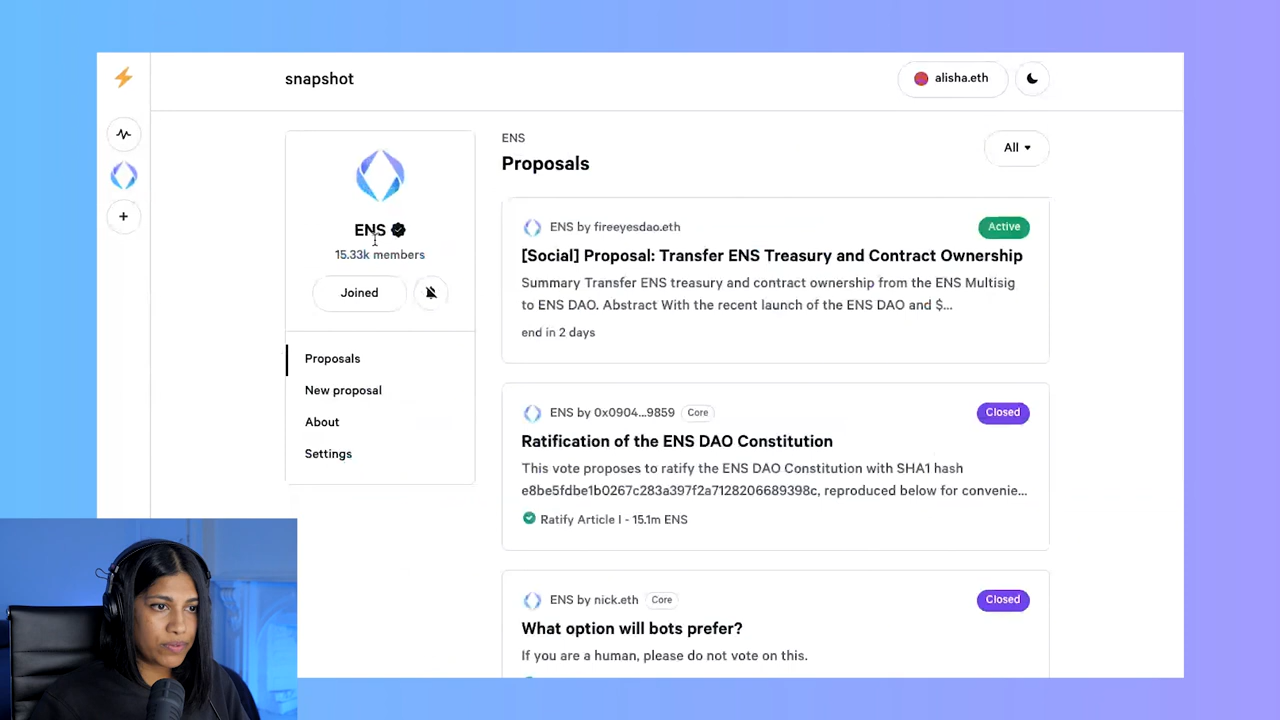 snapshot
alisha.eth
ENS
15.33k members
Joined
Proposals
New proposal
About
Settings
ENS
Proposals
All
ENS by fireeyesdao.eth
Active
[Social] Proposal: Transfer ENS Treasury and Contract Ownership
Summary Transfer ENS treasury and contract ownership from the ENS Multisig
to ENS DAO. Abstract With the recent launch of the ENS DAO and $...
end in 2 days
ENS by 0x0904...9859 Core
Closed
Ratification of the ENS DAO Constitution
This vote proposes to ratify the ENS DAO Constitution with SHA1 hash
e8be5fdbe1b0267c283a397f2a7128206689398c, reproduced below for convenie...
Ratify Article I - 15.1m ENS
ENS by nick.eth Core
Closed
What option will bots prefer?
If you are a human, please do not vote on this.